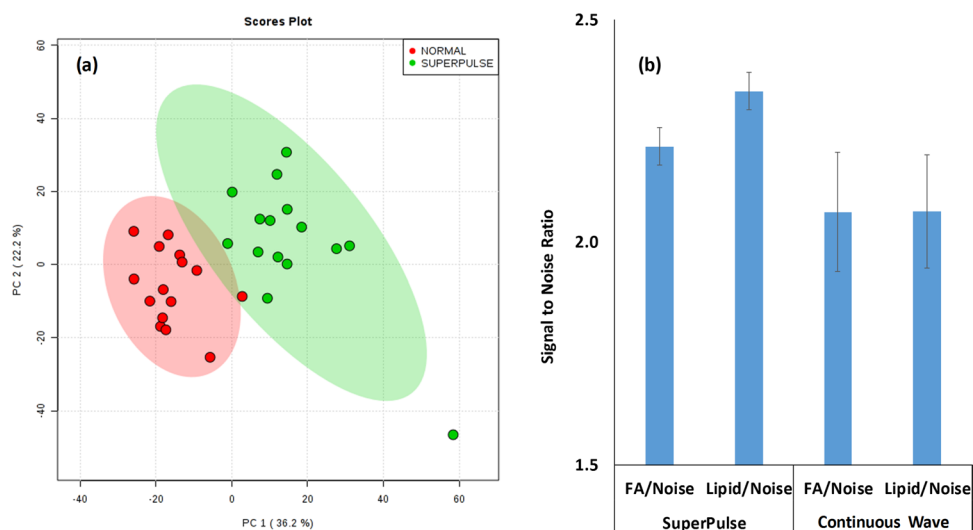 Scores Plot
(a)
NORMAL
SUPERPULSE
60
40
20
0
-20
-40
PC 2 ( 22.2 %)
-40 -20 0 20 40 60
PC 1 ( 36.2 %)
(b)
2.5
2.0
1.5
Signal to Noise Ratio
FA/Noise Lipid/Noise FA/Noise Lipid/Noise
SuperPulse Continuous Wave